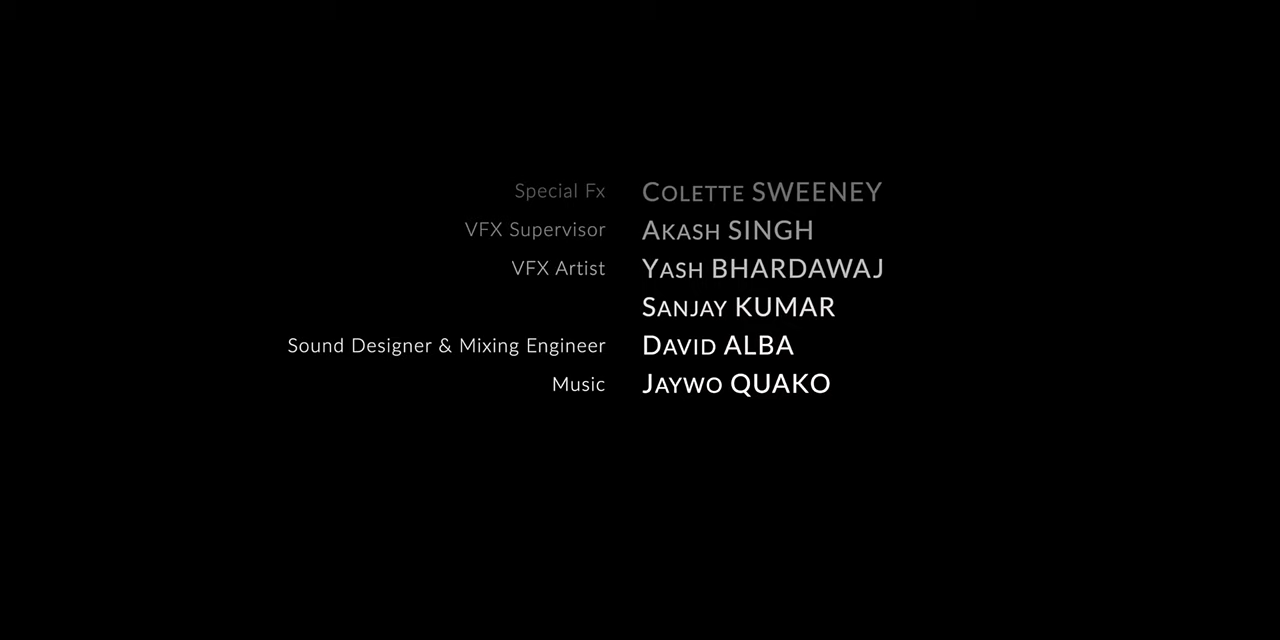 Special Fx Colette SWEENEY
VFX Supervisor Akash SINGH
VFX Artist Yash BHARDAWAJ
Sanjay KUMAR
Sound Designer & Mixing Engineer David ALBA
Music Jaywo QUAKO